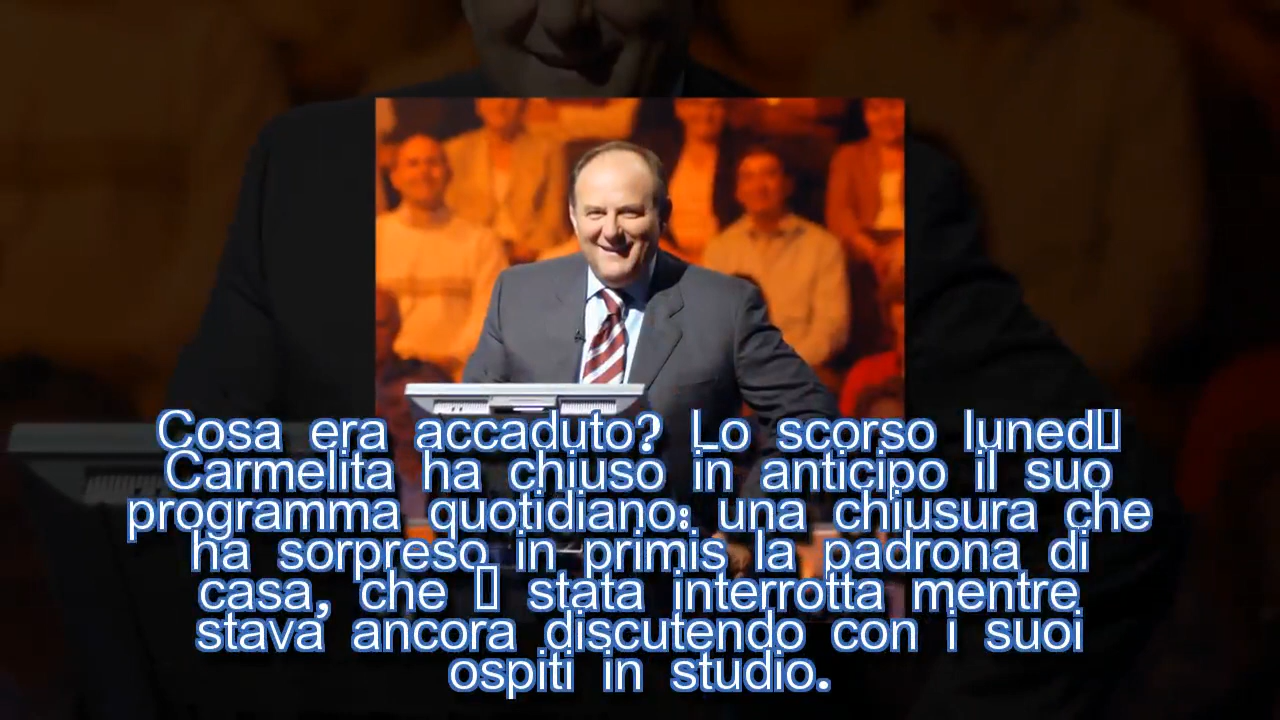 Cosa era accaduto? Lo scorso luned▯
Carmelita ha chiuso in anticipo il suo
programma quotidiano: una chiusura che
ha sorpreso in primis la padrona di
casa, che ▯ stata interrotta mentre
stava ancora discutendo con i suoi
ospiti in studio.